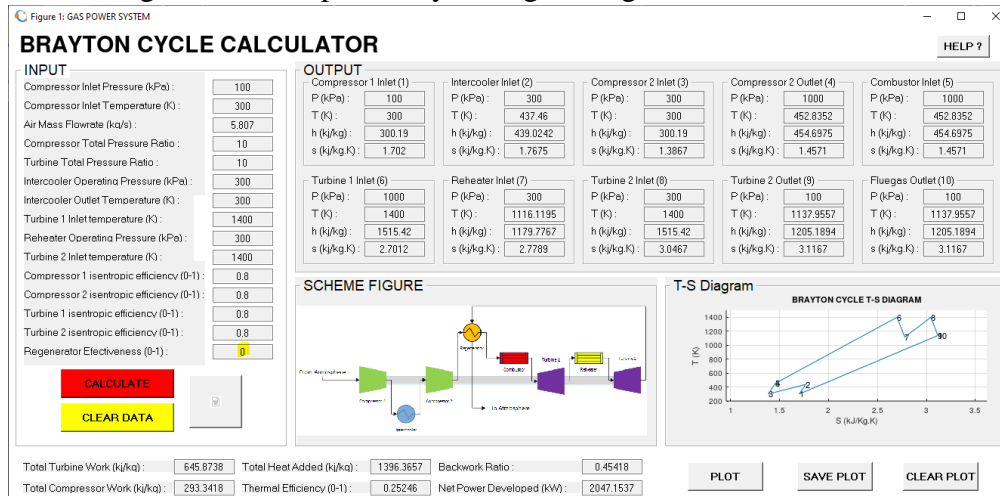 Figure 1: GAS POWER SYSTEM
BRAYTON CYCLE CALCULATOR
HELP ?
INPUT
Compressor Inlet Pressure (kPa) : 100
Compressor Inlet Temperature (K) : 300
Air Mass Flowrate (kg/s) : 5.807
Compressor Total Pressure Ratio : 10
Turbine Total Pressure Ratio : 10
Intercooler Operating Pressure (kPa) : 300
Intercooler Outlet Temperature (K) : 300
Turbine 1 Inlet temperature (K) : 1400
Reheater Operating Pressure (kPa) : 300
Turbine 2 Inlet temperature (K) : 1400
Compressor 1 isentropic efficiency (0-1) : 0.8
Compressor 2 isentropic efficiency (0-1) : 0.8
Turbine 1 isentropic efficiency (0-1) : 0.8
Turbine 2 isentropic efficiency (0-1) : 0.8
Regenerator Efectiveness (0-1) : 0
CALCULATE
CLEAR DATA
OUTPUT
Compressor 1 Inlet (1)
P (kPa) : 100
T (K) : 300
h (kj/kg) : 300.19
s (kj/kg.K) : 1.702
Intercooler Inlet (2)
P (kPa) : 300
T (K) : 437.46
h (kj/kg) : 439.0242
s (kj/kg.K) : 1.7675
Compressor 2 Inlet (3)
P (kPa) : 300
T (K) : 300
h (kj/kg) : 300.19
s (kj/kg.K) : 1.3867
Compressor 2 Outlet (4)
P (kPa) : 1000
T (K) : 452.8352
h (kj/kg) : 454.6975
s (kj/kg.K) : 1.4571
Combustor Inlet (5)
P (kPa) : 1000
T (K) : 452.8352
h (kj/kg) : 454.6975
s (kj/kg.K) : 1.4571
Turbine 1 Inlet (6)
P (kPa) : 1000
T (K) : 1400
h (kj/kg) : 1515.42
s (kj/kg.K) : 2.7012
Reheater Inlet (7)
P (kPa) : 300
T (K) : 1116.1195
h (kj/kg) : 1179.7767
s (kj/kg.K) : 2.7789
Turbine 2 Inlet (8)
P (kPa) : 300
T (K) : 1400
h (kj/kg) : 1515.42
s (kj/kg.K) : 3.0467
Turbine 2 Outlet (9)
P (kPa) : 100
T (K) : 1137.9557
h (kj/kg) : 1205.1894
s (kj/kg.K) : 3.1167
Fluegas Outlet (10)
P (kPa) : 100
T (K) : 1137.9557
h (kj/kg) : 1205.1894
s (kj/kg.K) : 3.1167
SCHEME FIGURE
Regenerator
From Atmosphere
Combustor
Turbine 1
Reheater
Compressor 1
Compressor 2
To Atmosphere
T-S Diagram
BRAYTON CYCLE T-S DIAGRAM
T (K)
1400
1200
1000
800
600
400
200
1 1.5 2 2.5 3 3.5
S (kJ/Kg.K)
6 8
7
2
3 1
Total Turbine Work (kj/kg) : 645.8738
Total Heat Added (kj/kg) : 1396.3657
Backwork Ratio : 0.45418
Total Compressor Work (kj/kg) : 293.3418
Thermal Efficiency (0-1) : 0.25246
Net Power Developed (kW) : 2047.1537
PLOT
SAVE PLOT
CLEAR PLOT